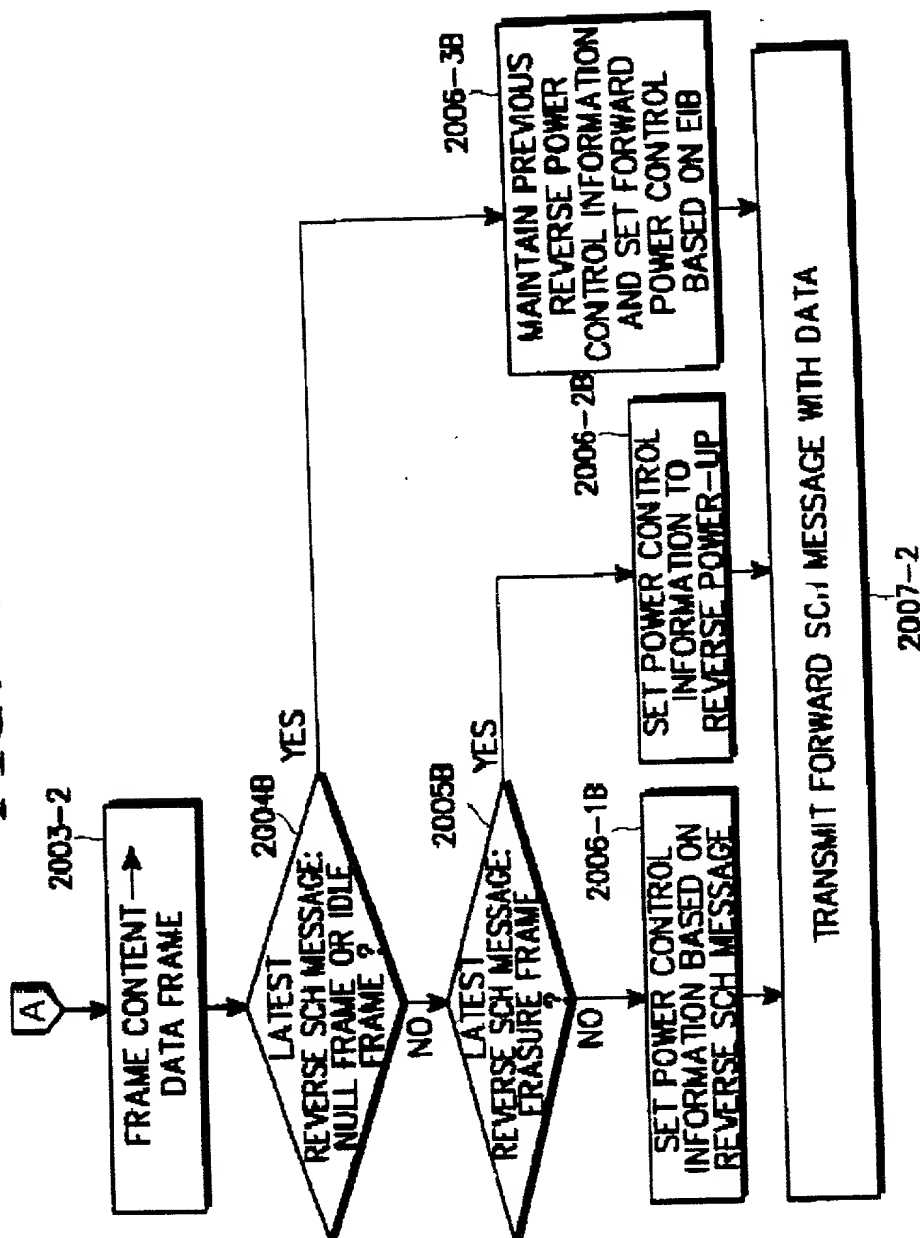 A
2003-2
FRAME CONTENT→
DATA FRAME
2004B
LATEST
REVERSE SCH MESSAGE:
NULL FRAME OR IDLE
FRAME ?
YES
NO
2005B
LATEST
REVERSE SCH MESSAGE:
ERASURE FRAME
?
YES
NO
2006-1B
SET POWER CONTROL
INFORMATION BASED ON
REVERSE SCH MESSAGE
2006-2B
SET POWER CONTROL
INFORMATION TO
REVERSE POWER-UP
2006-3B
MAINTAIN PREVIOUS
REVERSE POWER
CONTROL INFORMATION
AND SET FORWARD
POWER CONTROL
BASED ON EIB
TRANSMIT FORWARD SCH MESSAGE WITH DATA
2007-2